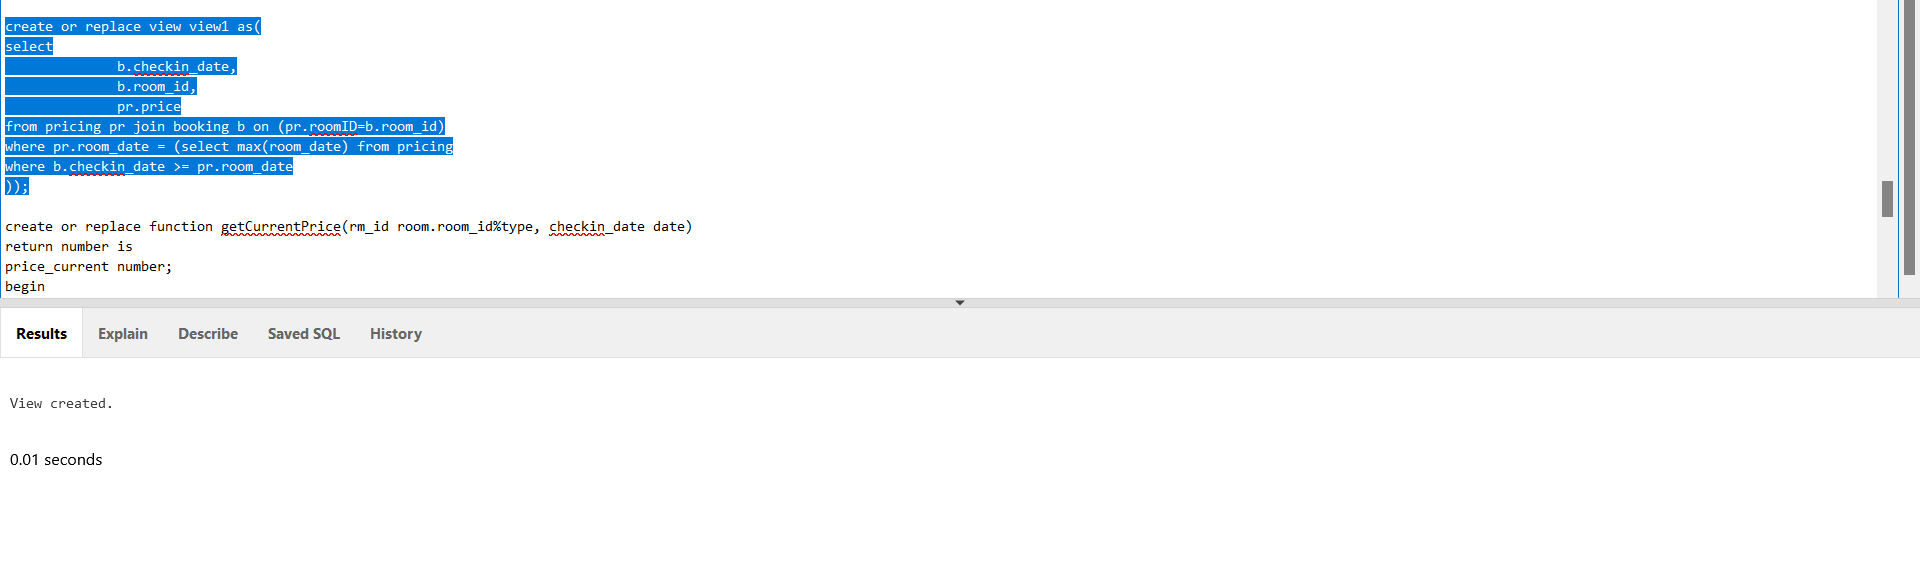 create or replace view view1 as(
select
b.checkin_date,
b.room_id,
pr.price
from pricing pr join booking b on (pr.roomID=b.room_id)
where pr.room_date = (select max(room_date) from pricing
where b.checkin_date >= pr.room_date
));
create or replace function getCurrentPrice(rm_id room.room_id%type, checkin_date date)
return number is
price_current number;
begin
Results Explain Describe Saved SQL History
View created.
0.01 seconds